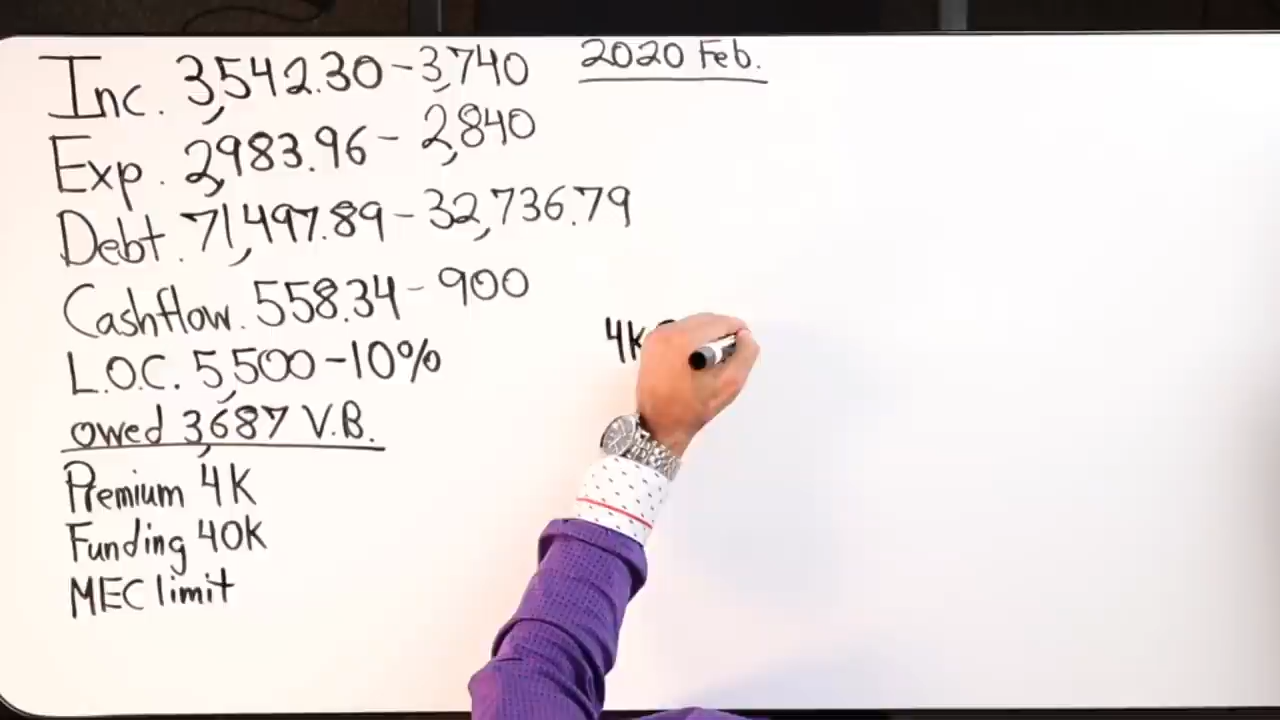 Inc. 3,542.30 - 3,740
2020 Feb.
Exp. 2,983.96 - 2,840
Debt. 71,497.89 - 32,736.79
Cashflow. 558.34 - 900
4K
L.O.C. 5,500 - 10%
owed 3,687 V.B.
Premium 4K
Funding 40K
MEC limit